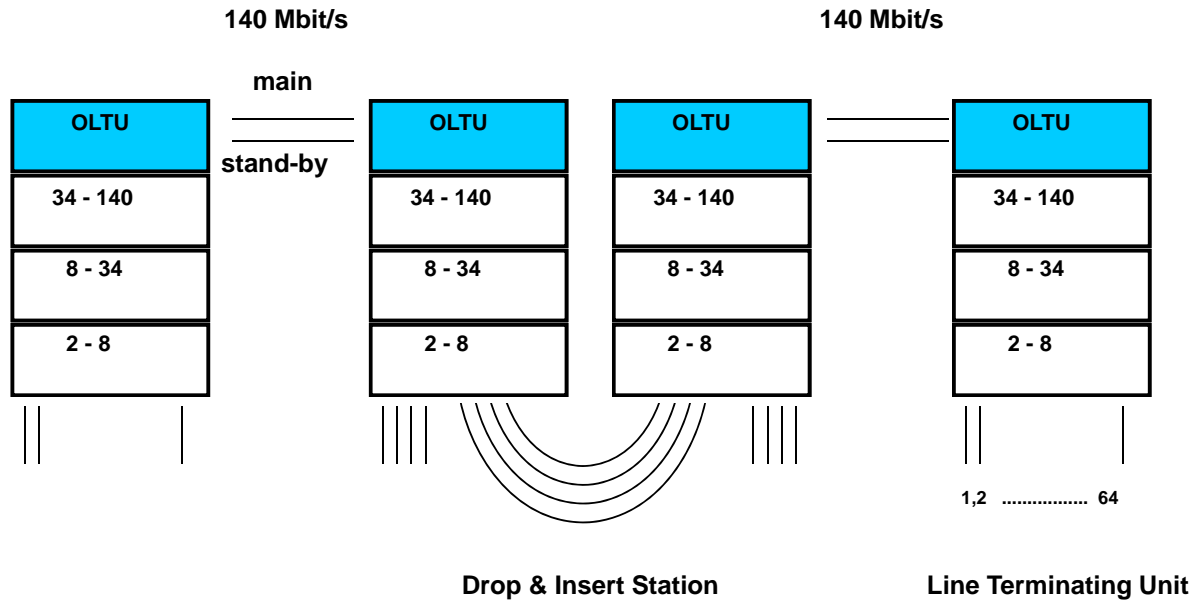 140 Mbit/s 140 Mbit/s
main
OLTU OLTU OLTU OLTU
stand-by
34 - 140 34 - 140 34 - 140 34 - 140
8 - 34 8 - 34 8 - 34 8 - 34
2 - 8 2 - 8 2 - 8 2 - 8
1,2 ................. 64
Drop & Insert Station Line Terminating Unit